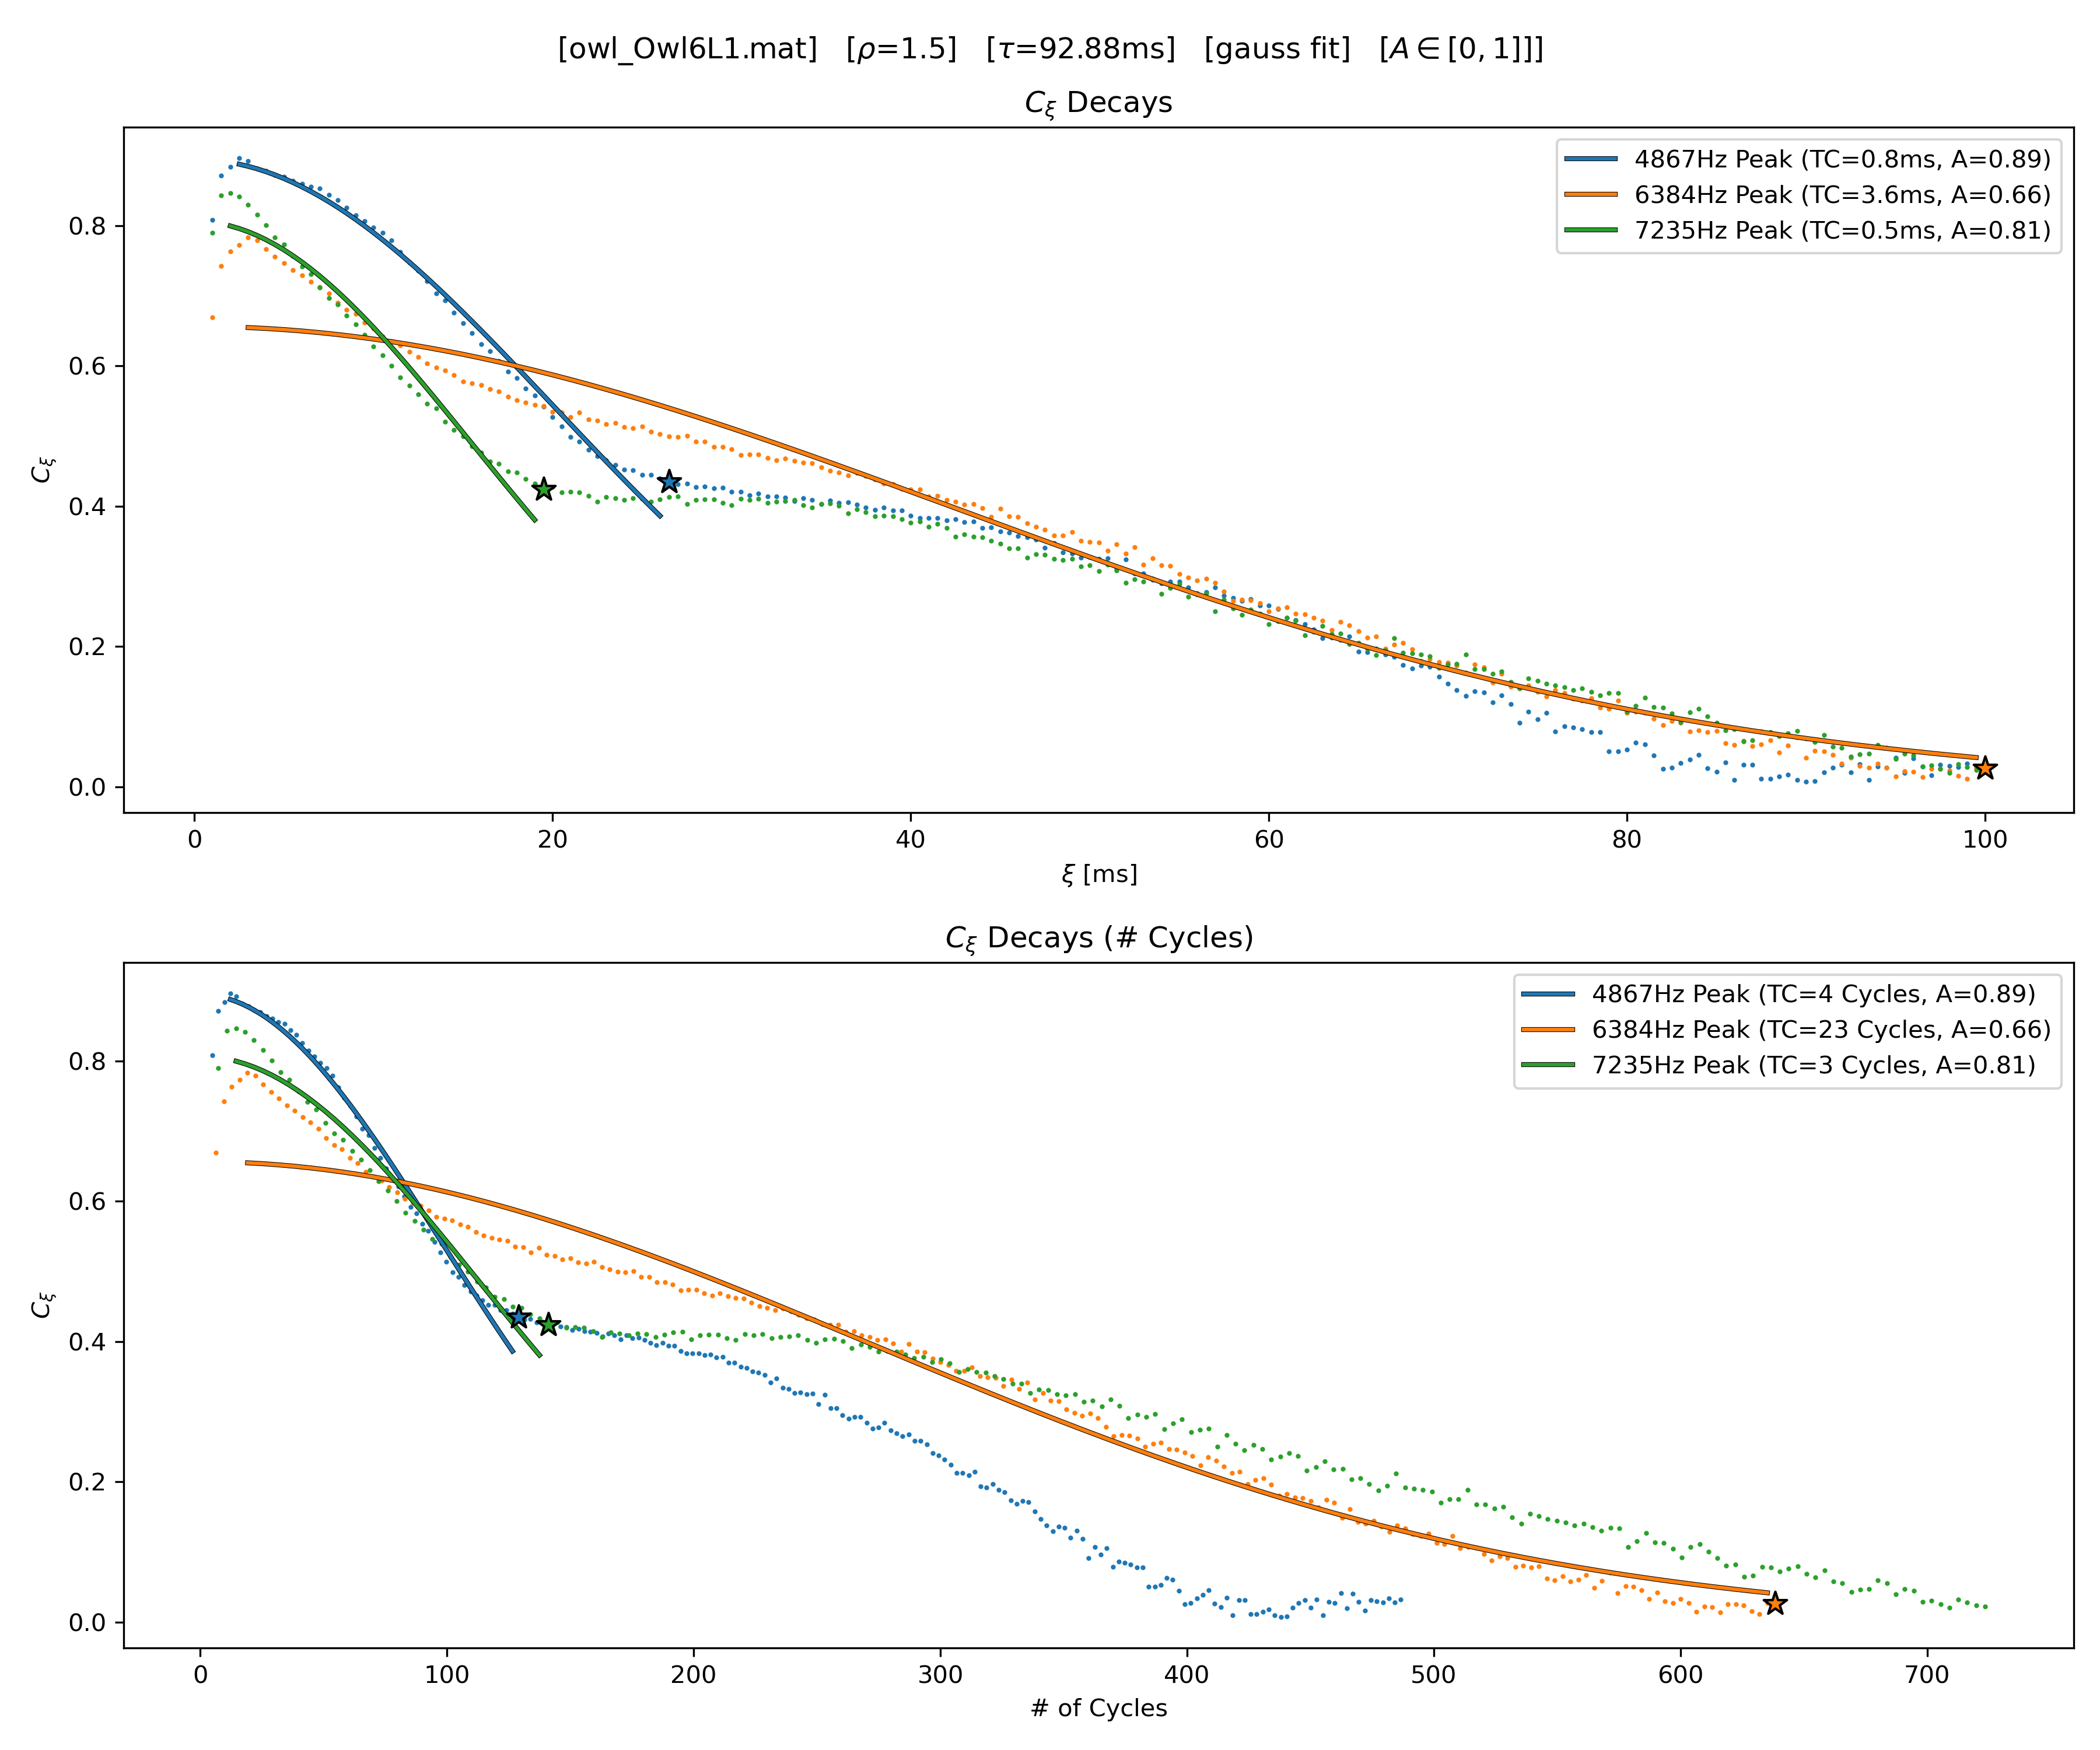 [owl_Owl6L1.mat] [ρ=1.5] [τ=92.88ms] [gauss fit] [A ∈ [0, 1]]]
C_ξ Decays
4867Hz Peak (TC=0.8ms, A=0.89)
6384Hz Peak (TC=3.6ms, A=0.66)
7235Hz Peak (TC=0.5ms, A=0.81)
C_ξ
0.8
0.6
0.4
0.2
0.0
0 20 40 60 80 100
ξ [ms]
C_ξ Decays (# Cycles)
4867Hz Peak (TC=4 Cycles, A=0.89)
6384Hz Peak (TC=23 Cycles, A=0.66)
7235Hz Peak (TC=3 Cycles, A=0.81)
C_ξ
0.8
0.6
0.4
0.2
0.0
0 100 200 300 400 500 600 700
# of Cycles